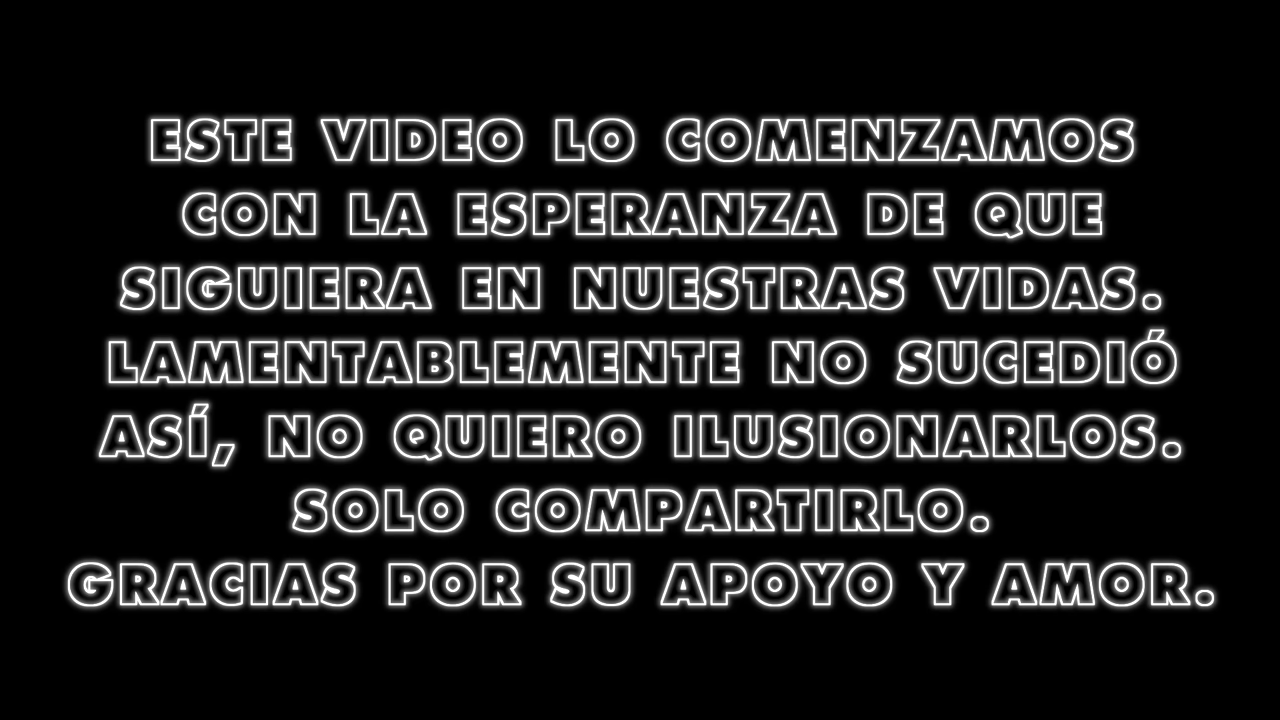 ESTE VIDEO LO COMENZAMOS
CON LA ESPERANZA DE QUE
SIGUIERA EN NUESTRAS VIDAS.
LAMENTABLEMENTE NO SUCEDIÓ
ASÍ, NO QUIERO ILUSIONARLOS.
SOLO COMPARTIRLO.
GRACIAS POR SU APOYO Y AMOR.